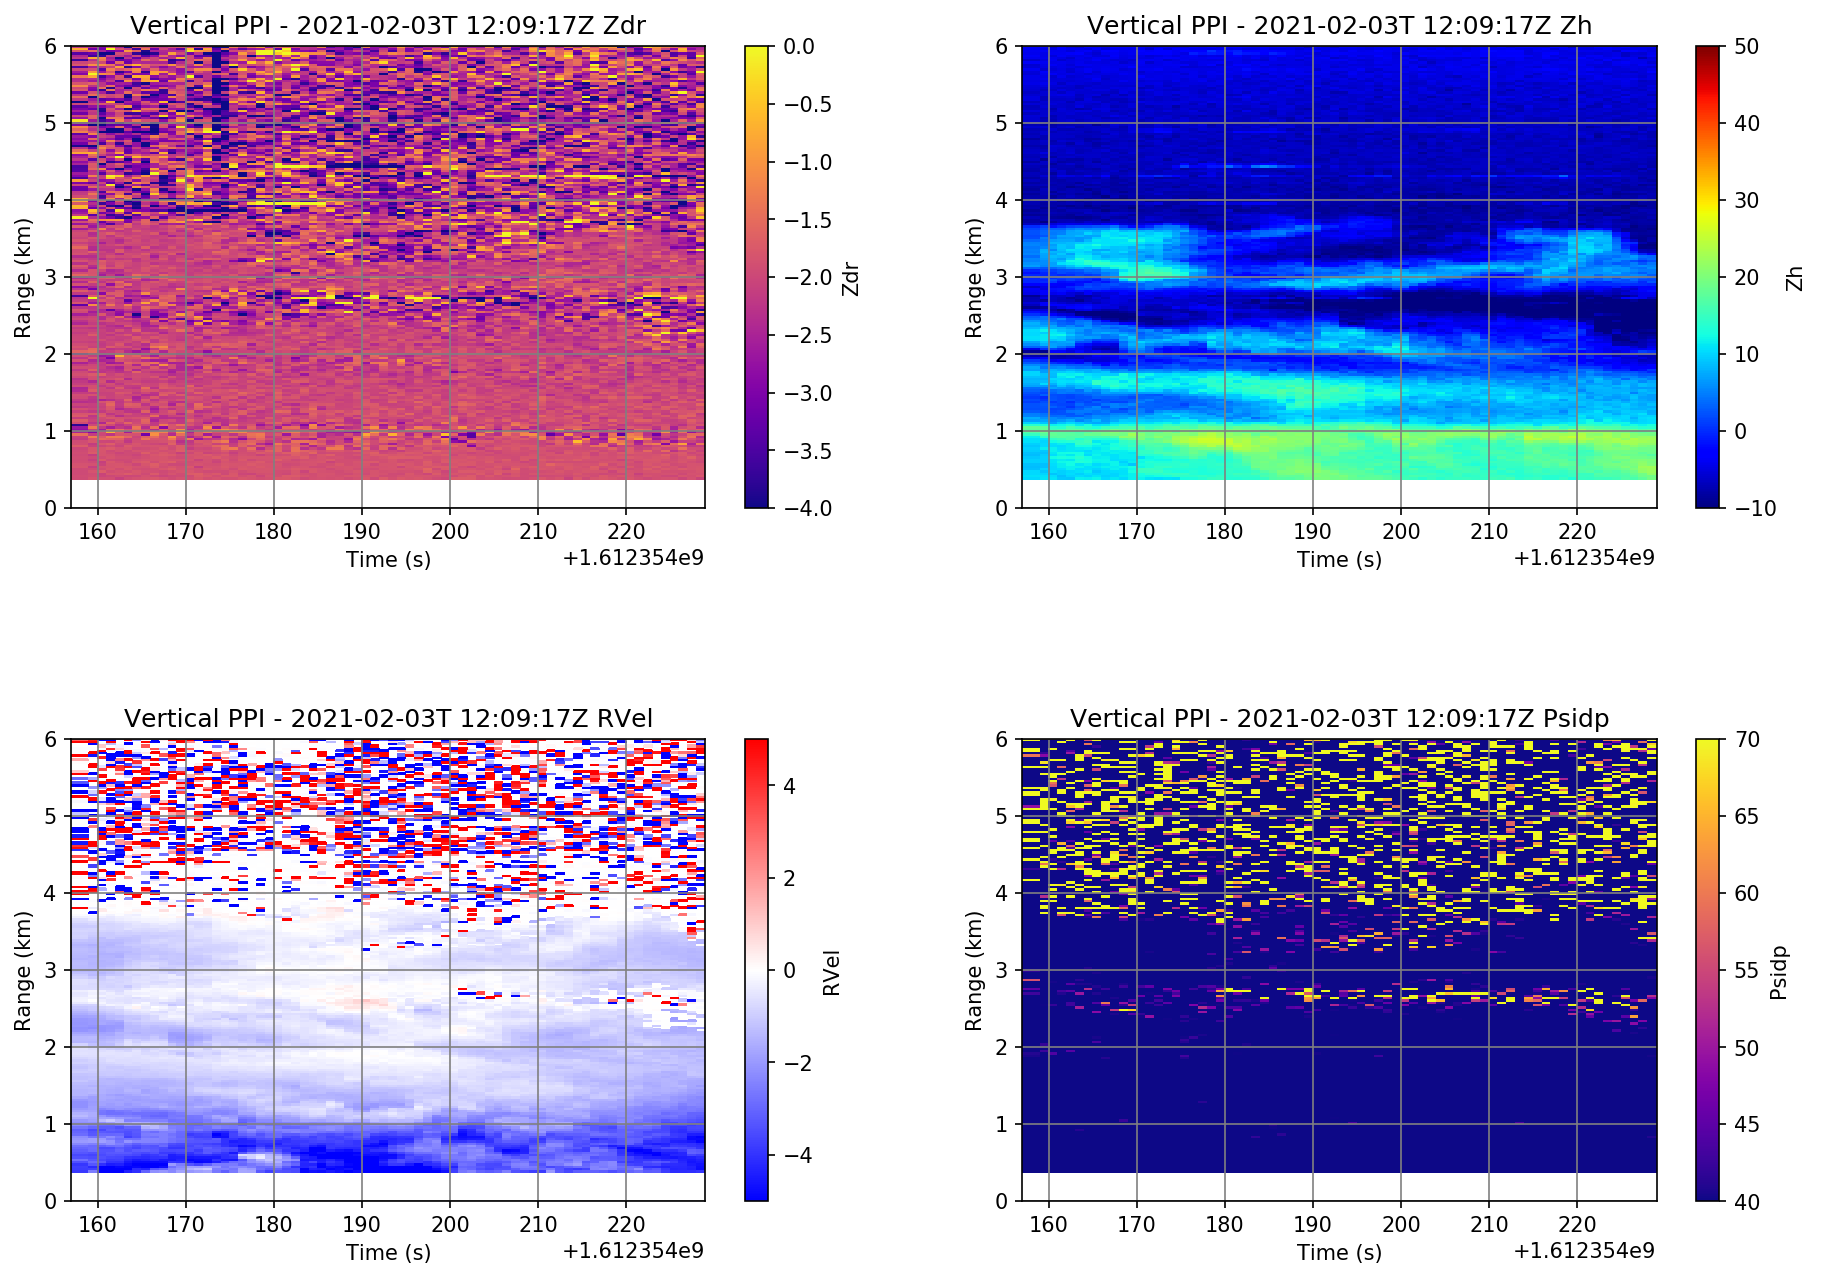 Vertical PPI - 2021-02-03T 12:09:17Z Zdr
6
5
4
3
2
1
0
Range (km)
160 170 180 190 200 210 220
Time (s)
+1.612354e9
0.0
−0.5
−1.0
−1.5
−2.0
−2.5
−3.0
−3.5
−4.0
Zdr
Vertical PPI - 2021-02-03T 12:09:17Z Zh
6
5
4
3
2
1
0
Range (km)
160 170 180 190 200 210 220
Time (s)
+1.612354e9
50
40
30
20
10
0
−10
Zh
Vertical PPI - 2021-02-03T 12:09:17Z RVel
6
5
4
3
2
1
0
Range (km)
160 170 180 190 200 210 220
Time (s)
+1.612354e9
4
2
0
−2
−4
RVel
Vertical PPI - 2021-02-03T 12:09:17Z Psidp
6
5
4
3
2
1
0
Range (km)
160 170 180 190 200 210 220
Time (s)
+1.612354e9
70
65
60
55
50
45
40
Psidp